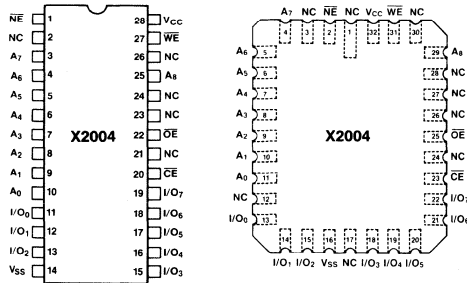 N̅E̅ 1 28 VCC
NC 2 27 W̅E̅
A7 3 26 NC
A6 4 25 A8
A5 5 24 NC
A4 6 23 NC
A3 7 X2004 22 O̅E̅
A2 8 21 NC
A1 9 20 C̅E̅
A0 10 19 I/O7
I/O0 11 18 I/O6
I/O1 12 17 I/O5
I/O2 13 16 I/O4
VSS 14 15 I/O3
A7 NC N̅E̅ NC VCC W̅E̅ NC
4 3 2 1 32 31 30
A6 5 29 A8
A5 6 28 NC
A4 7 27 NC
A3 8 26 NC
A2 9 X2004 25 O̅E̅
A1 10 24 NC
A0 11 23 C̅E̅
NC 12 22 I/O7
I/O0 13 21 I/O6
14 15 16 17 18 19 20
I/O1 I/O2 VSS NC I/O3 I/O4 I/O5